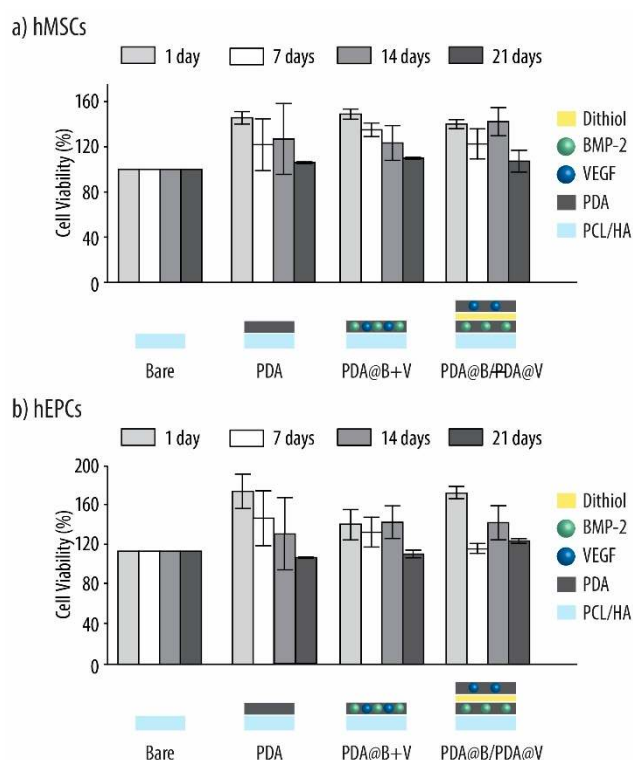 a) hMSCs
1 day 7 days 14 days 21 days
Cell Viability (%)
160
120
80
40
0
Dithiol
BMP-2
VEGF
PDA
PCL/HA
Bare PDA PDA@B+V PDA@B/PDA@V
b) hEPCs
1 day 7 days 14 days 21 days
Cell Viability (%)
200
160
120
80
40
0
Dithiol
BMP-2
VEGF
PDA
PCL/HA
Bare PDA PDA@B+V PDA@B/PDA@V